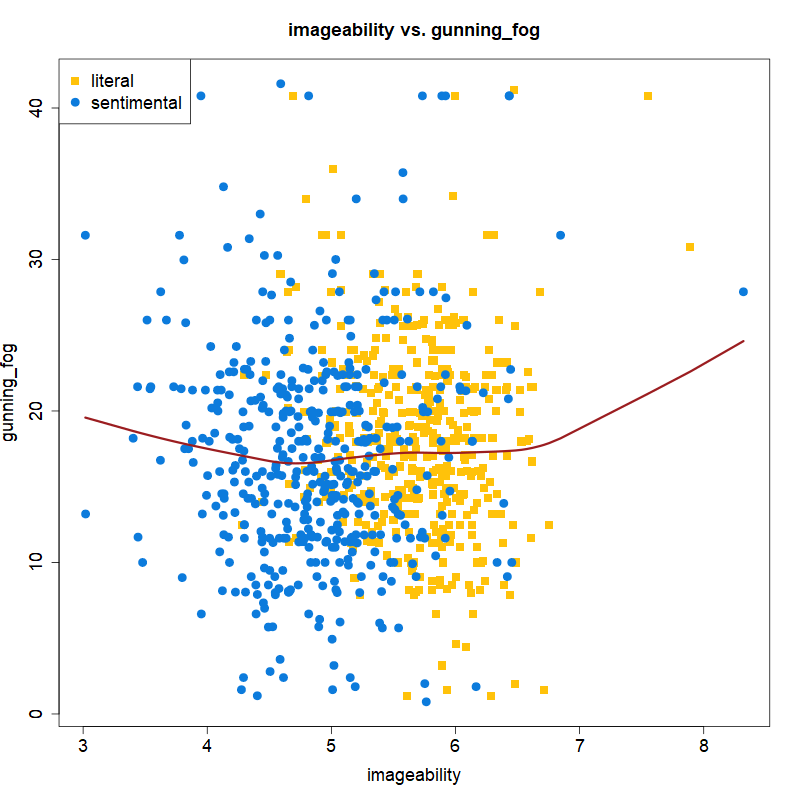 imageability vs. gunning_fog
literal
sentimental
gunning_fog
40
30
20
10
0
3 4 5 6 7 8
imageability